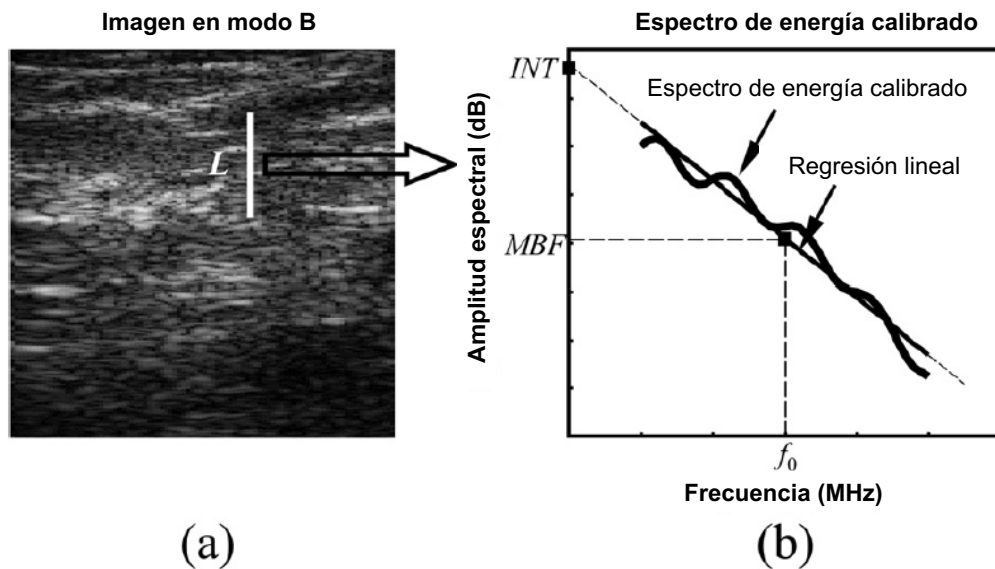 Imagen en modo B
L
(a)
Espectro de energía calibrado
Amplitud espectral (dB)
INT
MBF
Espectro de energía calibrado
Regresión lineal
f0
Frecuencia (MHz)
(b)